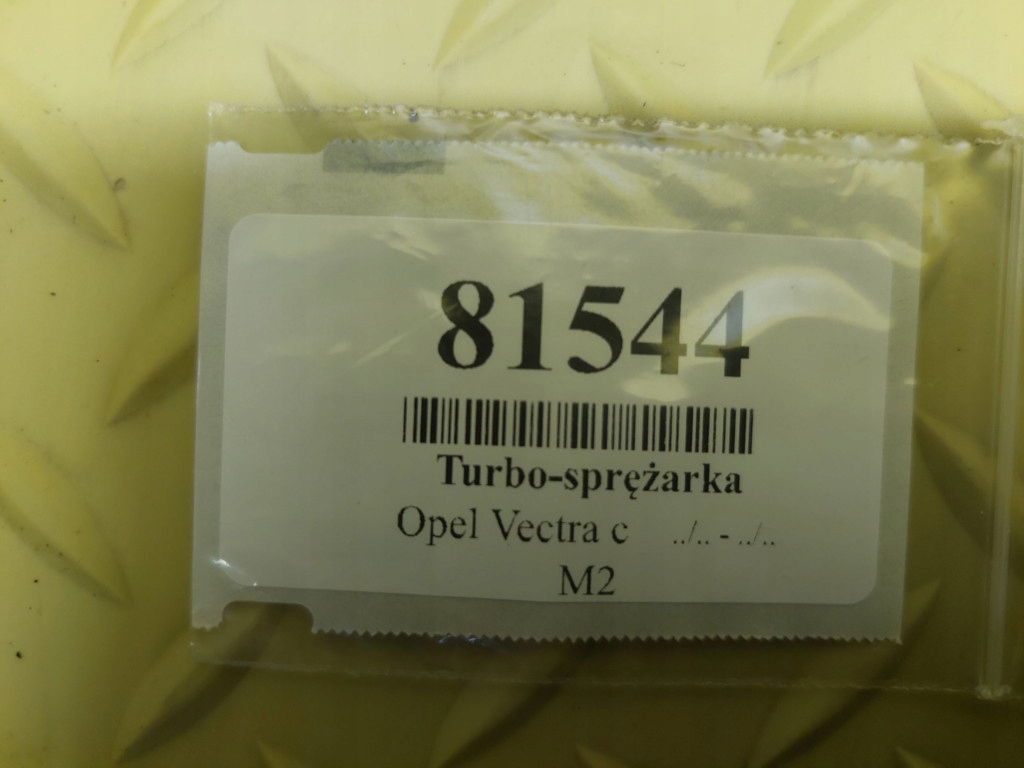 81544
Turbo-sprężarka
Opel Vectra c ../.. - ../..
M2